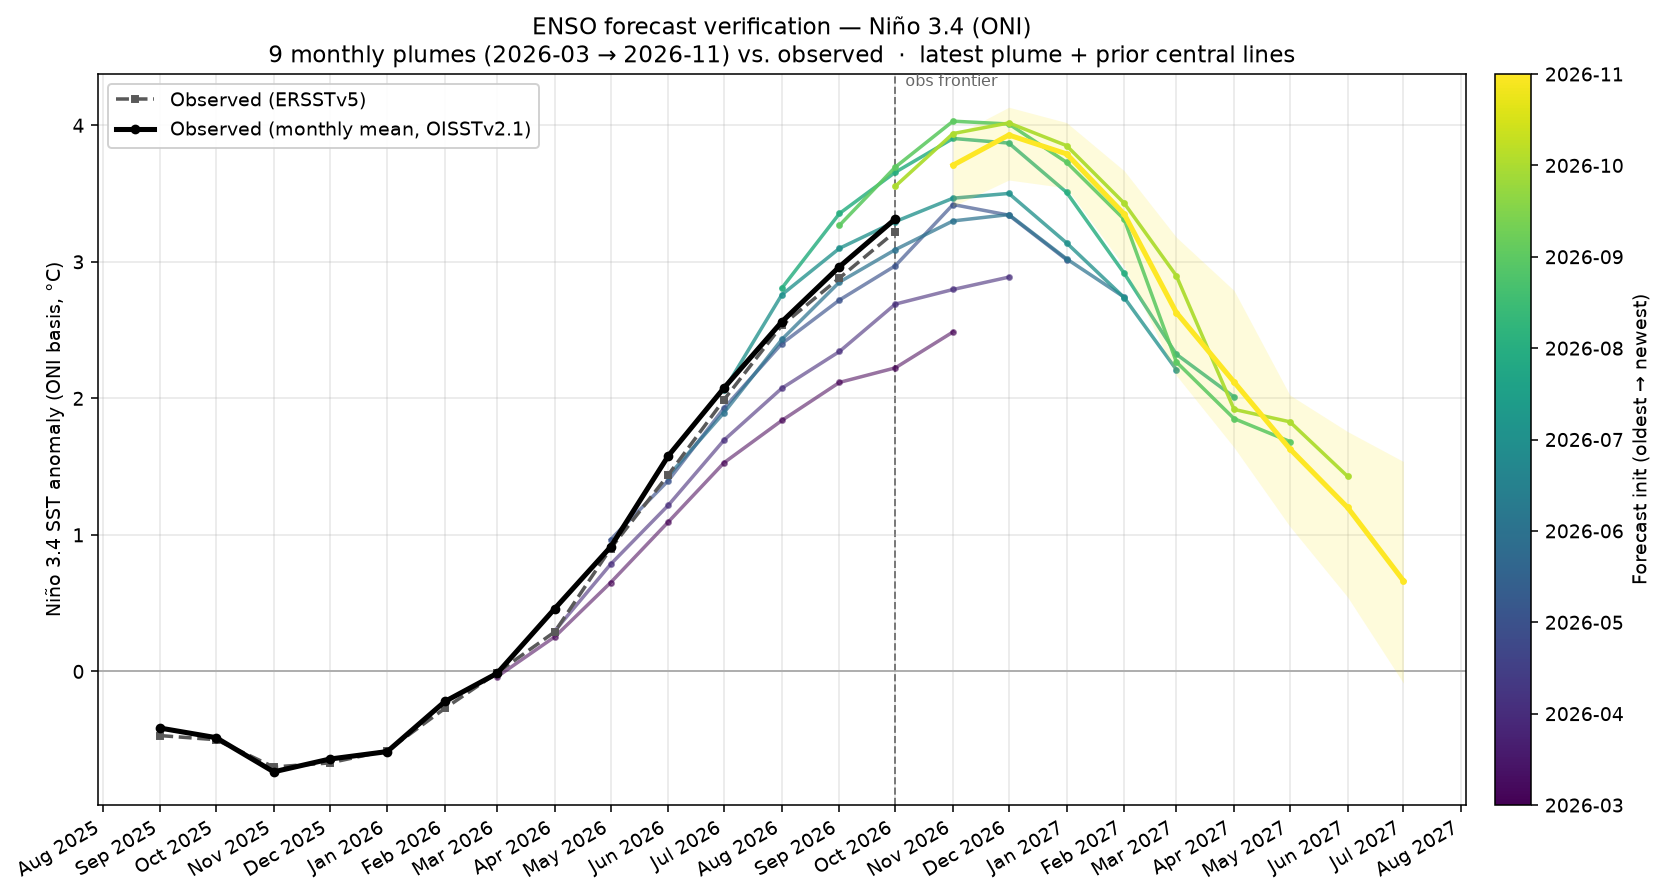 ENSO forecast verification — Niño 3.4 (ONI)
9 monthly plumes (2026-03 → 2026-11) vs. observed · latest plume + prior central lines
obs frontier
Observed (ERSSTv5)
Observed (monthly mean, OISSTv2.1)
Niño 3.4 SST anomaly (ONI basis, °C)
4
3
2
1
0
Aug 2025
Sep 2025
Oct 2025
Nov 2025
Dec 2025
Jan 2026
Feb 2026
Mar 2026
Apr 2026
May 2026
Jun 2026
Jul 2026
Aug 2026
Sep 2026
Oct 2026
Nov 2026
Dec 2026
Jan 2027
Feb 2027
Mar 2027
Apr 2027
May 2027
Jun 2027
Jul 2027
Aug 2027
2026-11
2026-10
2026-09
2026-08
2026-07
2026-06
2026-05
2026-04
2026-03
Forecast init (oldest → newest)